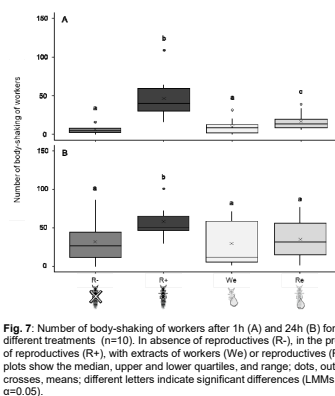 150
A
b
100
50
a
a
c
0
Number of body-shaking of workers
150
B
100
a
b
a
a
50
0
R- R+ We Re
Fig. 7: Number of body-shaking of workers after 1h (A) and 24h (B) for
different treatments (n=10). In absence of reproductives (R-), in the pr
of reproductives (R+), with extracts of workers (We) or reproductives (R
plots show the median, upper and lower quartiles, and range; dots, out
crosses, means; different letters indicate significant differences (LMMs
α=0.05).